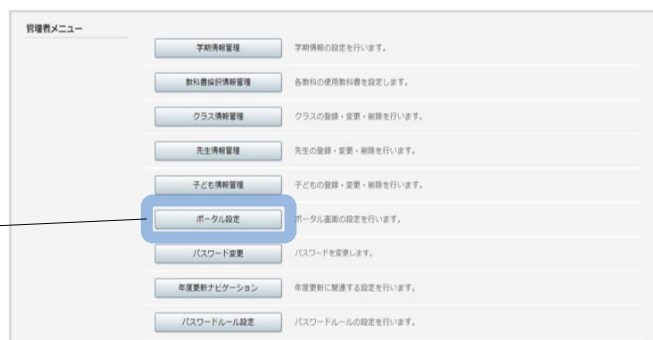 管理者メニュー
学期情報管理 学期情報の設定を行います。
教科書採択情報管理 各教科の使用教科書を設定します。
クラス情報管理 クラスの登録・変更・削除を行います。
先生情報管理 先生の登録・変更・削除を行います。
子ども情報管理 子どもの登録・変更・削除を行います。
ポータル設定 ポータル画面の設定を行います。
パスワード変更 パスワードを変更します。
年度更新ナビゲーション 年度更新に関連する設定を行います。
パスワードルール設定 パスワードルールの設定を行います。